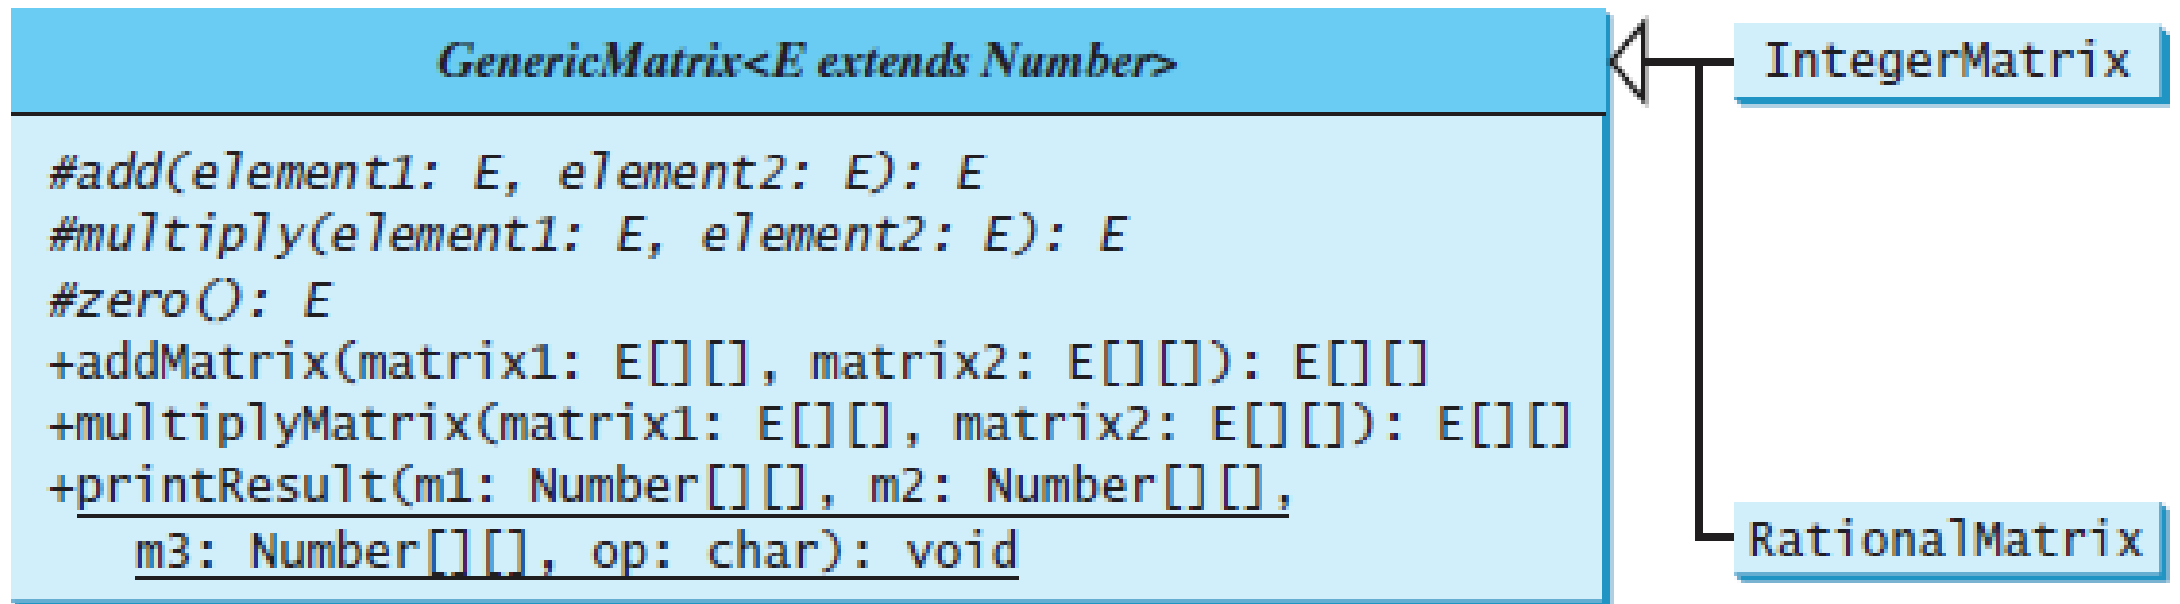 GenericMatrix<E extends Number>
#add(element1: E, element2: E): E
#multiply(element1: E, element2: E): E
#zero(): E
+addMatrix(matrix1: E[][], matrix2: E[][]): E[][]
+multiplyMatrix(matrix1: E[][], matrix2: E[][]): E[][]
+printResult(m1: Number[][], m2: Number[][],
m3: Number[][], op: char): void
IntegerMatrix
RationalMatrix